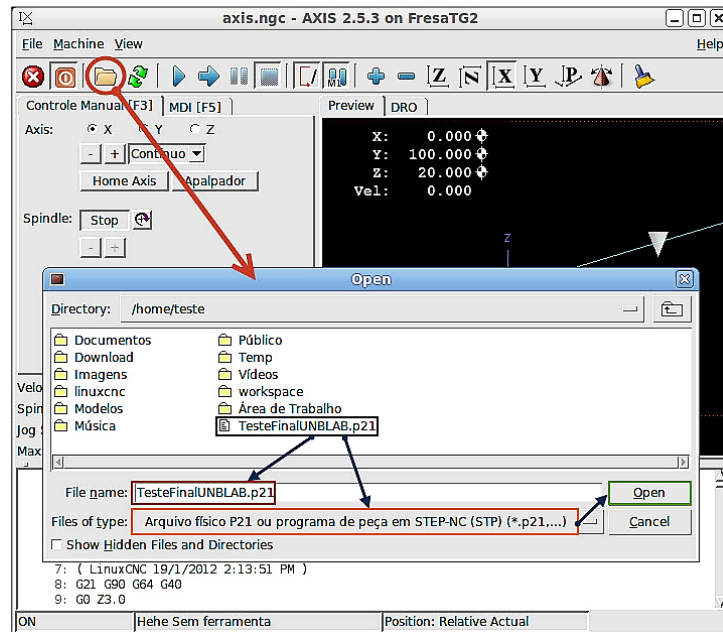 axis.ngc - AXIS 2.5.3 on FresaTG2
File Machine View Help
Z N X Y P
Controle Manual [F3] MDI [F5] Preview DRO
Axis: X Y Z
- + Contínuo
Home Axis Apalpador
Spindle: Stop
- +
X: 0.000
Y: 100.000
Z: 20.000
Vel: 0.000
Z
Open
Directory: /home/teste
Documentos Público
Download Temp
Imagens Vídeos
linuxcnc workspace
Modelos Área de Trabalho
Música TesteFinalUNBLAB.p21
Velo
Spin
Jog
Max
File name: TesteFinalUNBLAB.p21 Open
Files of type: Arquivo físico P21 ou programa de peça em STEP-NC (STP) (*.p21,...) Cancel
Show Hidden Files and Directories
7: ( LinuxCNC 19/1/2012 2:13:51 PM )
8: G21 G90 G64 G40
9: G0 Z3.0
ON Hehe Sem ferramenta Position: Relative Actual